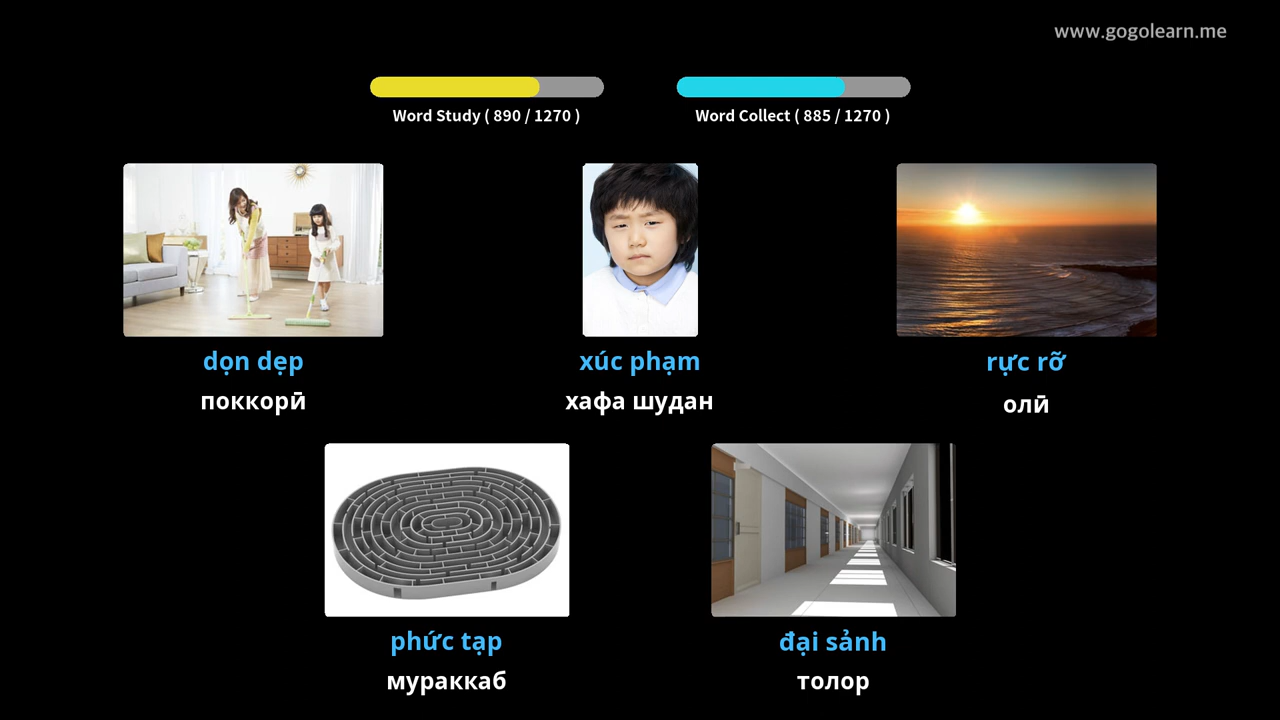 www.gogolearn.me
Word Study ( 890 / 1270 )
Word Collect ( 885 / 1270 )
dọn dẹp
поккорӣ
xúc phạm
хафа шудан
rực rỡ
олӣ
phức tạp
мураккаб
đại sảnh
толор